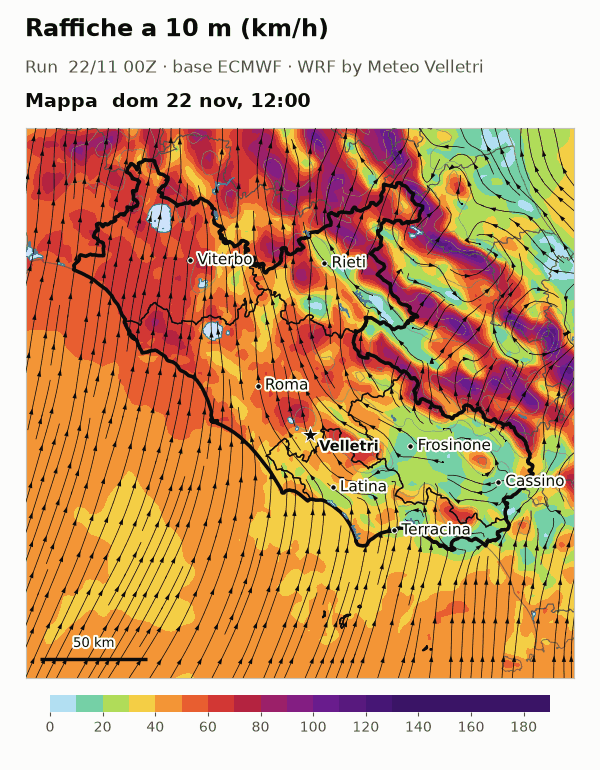 Raffiche a 10 m (km/h)
Run  22/11 00Z · base ECMWF · WRF by Meteo Velletri
Mappa  dom 22 nov, 12:00
Viterbo
Rieti
Roma
Velletri
Frosinone
Latina
Cassino
Terracina
50 km
0 20 40 60 80 100 120 140 160 180